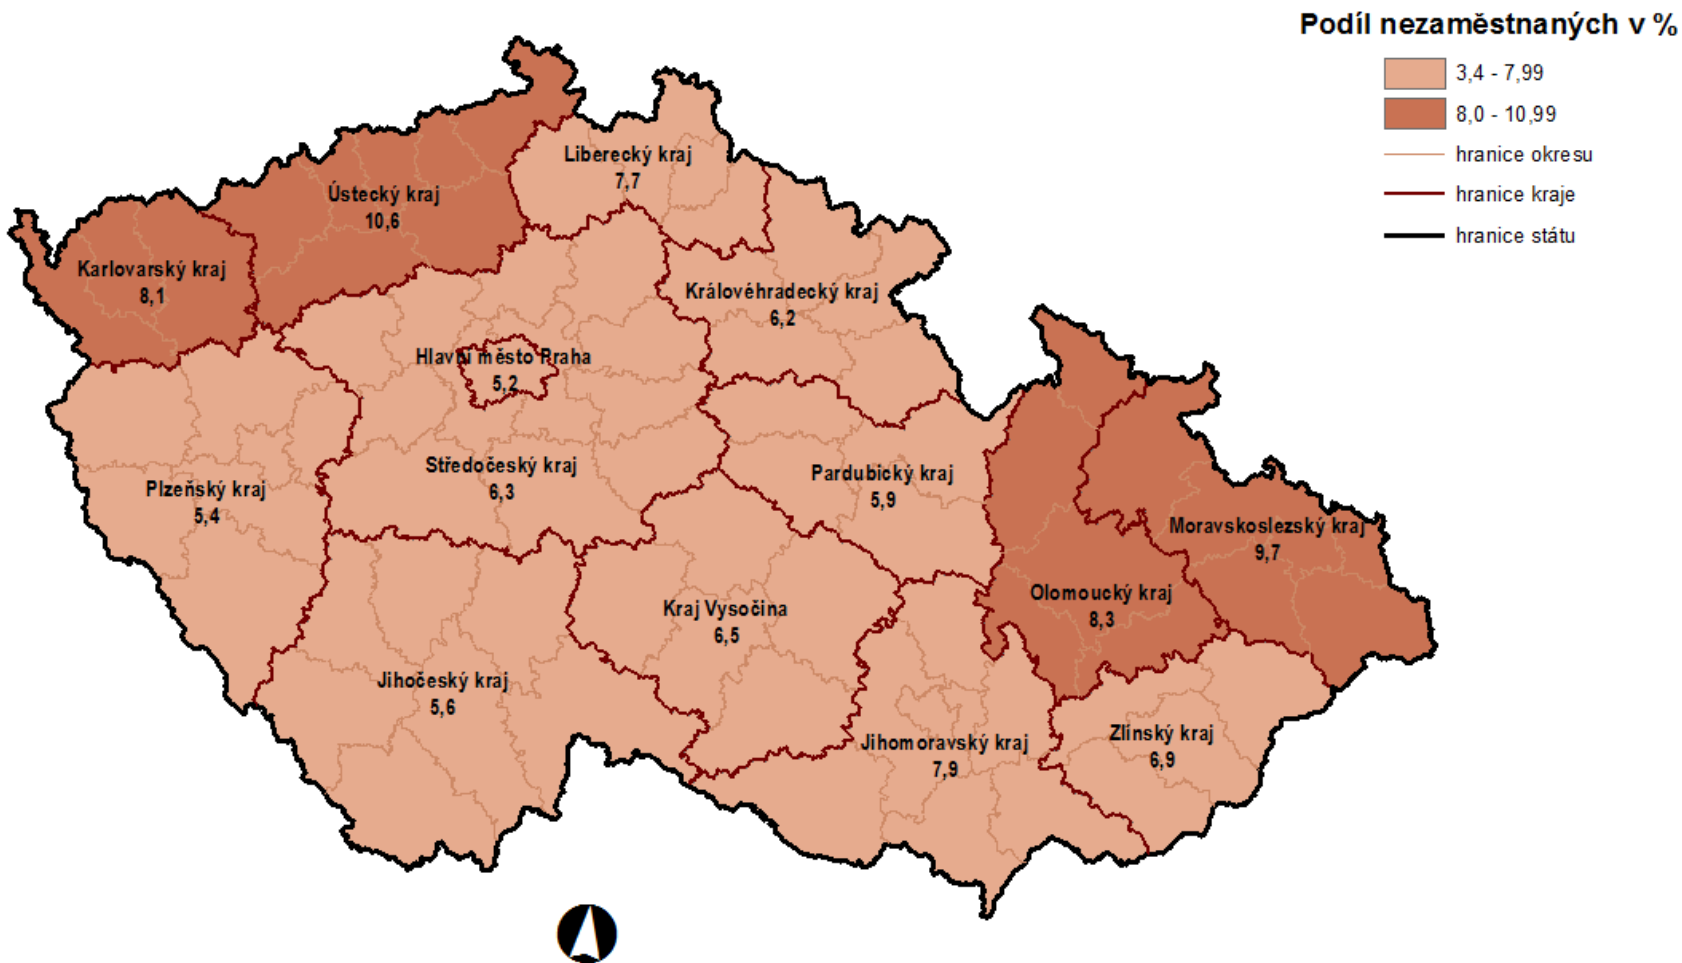 Podíl nezaměstnaných v %
3,4 - 7,99
8,0 - 10,99
hranice okresu
hranice kraje
hranice státu
Liberecký kraj
7,7
Ústecký kraj
10,6
Karlovarský kraj
8,1
Královéhradecký kraj
6,2
Hlavní město Praha
5,2
Středočeský kraj
6,3
Pardubický kraj
5,9
Plzeňský kraj
5,4
Moravskoslezský kraj
9,7
Olomoucký kraj
8,3
Kraj Vysočina
6,5
Jihočeský kraj
5,6
Zlínský kraj
6,9
Jihomoravský kraj
7,9